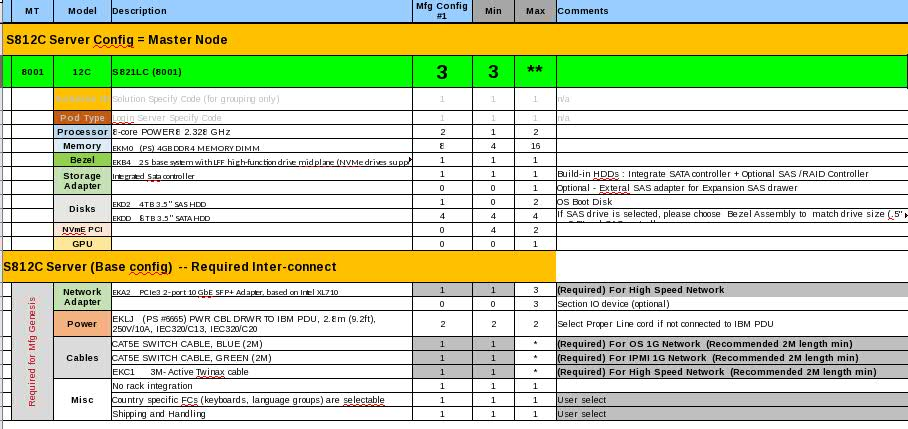 MT Model Description Mfg Config #1 Min Max Comments
S812C Server Config = Master Node
8001 12C S821LC (8001) 3 3 **
Solution Specify Code (for grouping only) 1 1 1 n/a
Pod Type Login Server Specify Code 1 1 1 n/a
Processor 8-core POWER8 2.328 GHz 2 1 2
Memory EKM0 (PS) 4GB DDR4 MEMORY DIMM 8 4 16
Bezel EKB4 2S base system with LFF high-function drive mid plane (NVMe drives supp 1 1 1
Storage Adapter Integrated Sata controller 1 1 1 Build-in HDDs : Integrate SATA controller + Optional SAS /RAID Controller
0 0 1 Optional - Exteral SAS adapter for Expansion SAS drawer
Disks EKD2 4TB 3.5" SAS HDD 1 0 2 OS Boot Disk
EKDD 8TB 3.5" SATA HDD 4 4 4 If SAS drive is selected, please choose Bezel Assembly to match drive size (.5"
NVmE PCI 0 4 2
GPU 0 0 1
S812C Server (Base config) -- Required Inter-connect
Required for Mfg Genesis
Network Adapter EKA2 PCIe3 2-port 10 GbE SFP+ Adapter, based on Intel XL710 1 1 3 (Required) For High Speed Network
0 0 3 Section IO device (optional)
Power EKLJ (PS #6665) PWR CBL DRWR TO IBM PDU, 2.8m (9.2ft), 250V/10A, IEC320/C13, IEC320/C20 2 2 2 Select Proper Line cord if not connected to IBM PDU
Cables CAT5E SWITCH CABLE, BLUE (2M) 1 1 * (Required) For OS 1G Network (Recommended 2M length min)
CAT5E SWITCH CABLE, GREEN (2M) 1 1 * (Required) For IPMI 1G Network (Recommended 2M length min)
EKC1 3M- Active Twinax cable 1 1 * (Required) For High Speed Network (Recommended 2M length min)
Misc No rack integration 1 1 1
Country specific FCs (keyboards, language groups) are selectable 1 1 1 User select
Shipping and Handling 1 1 1 User select